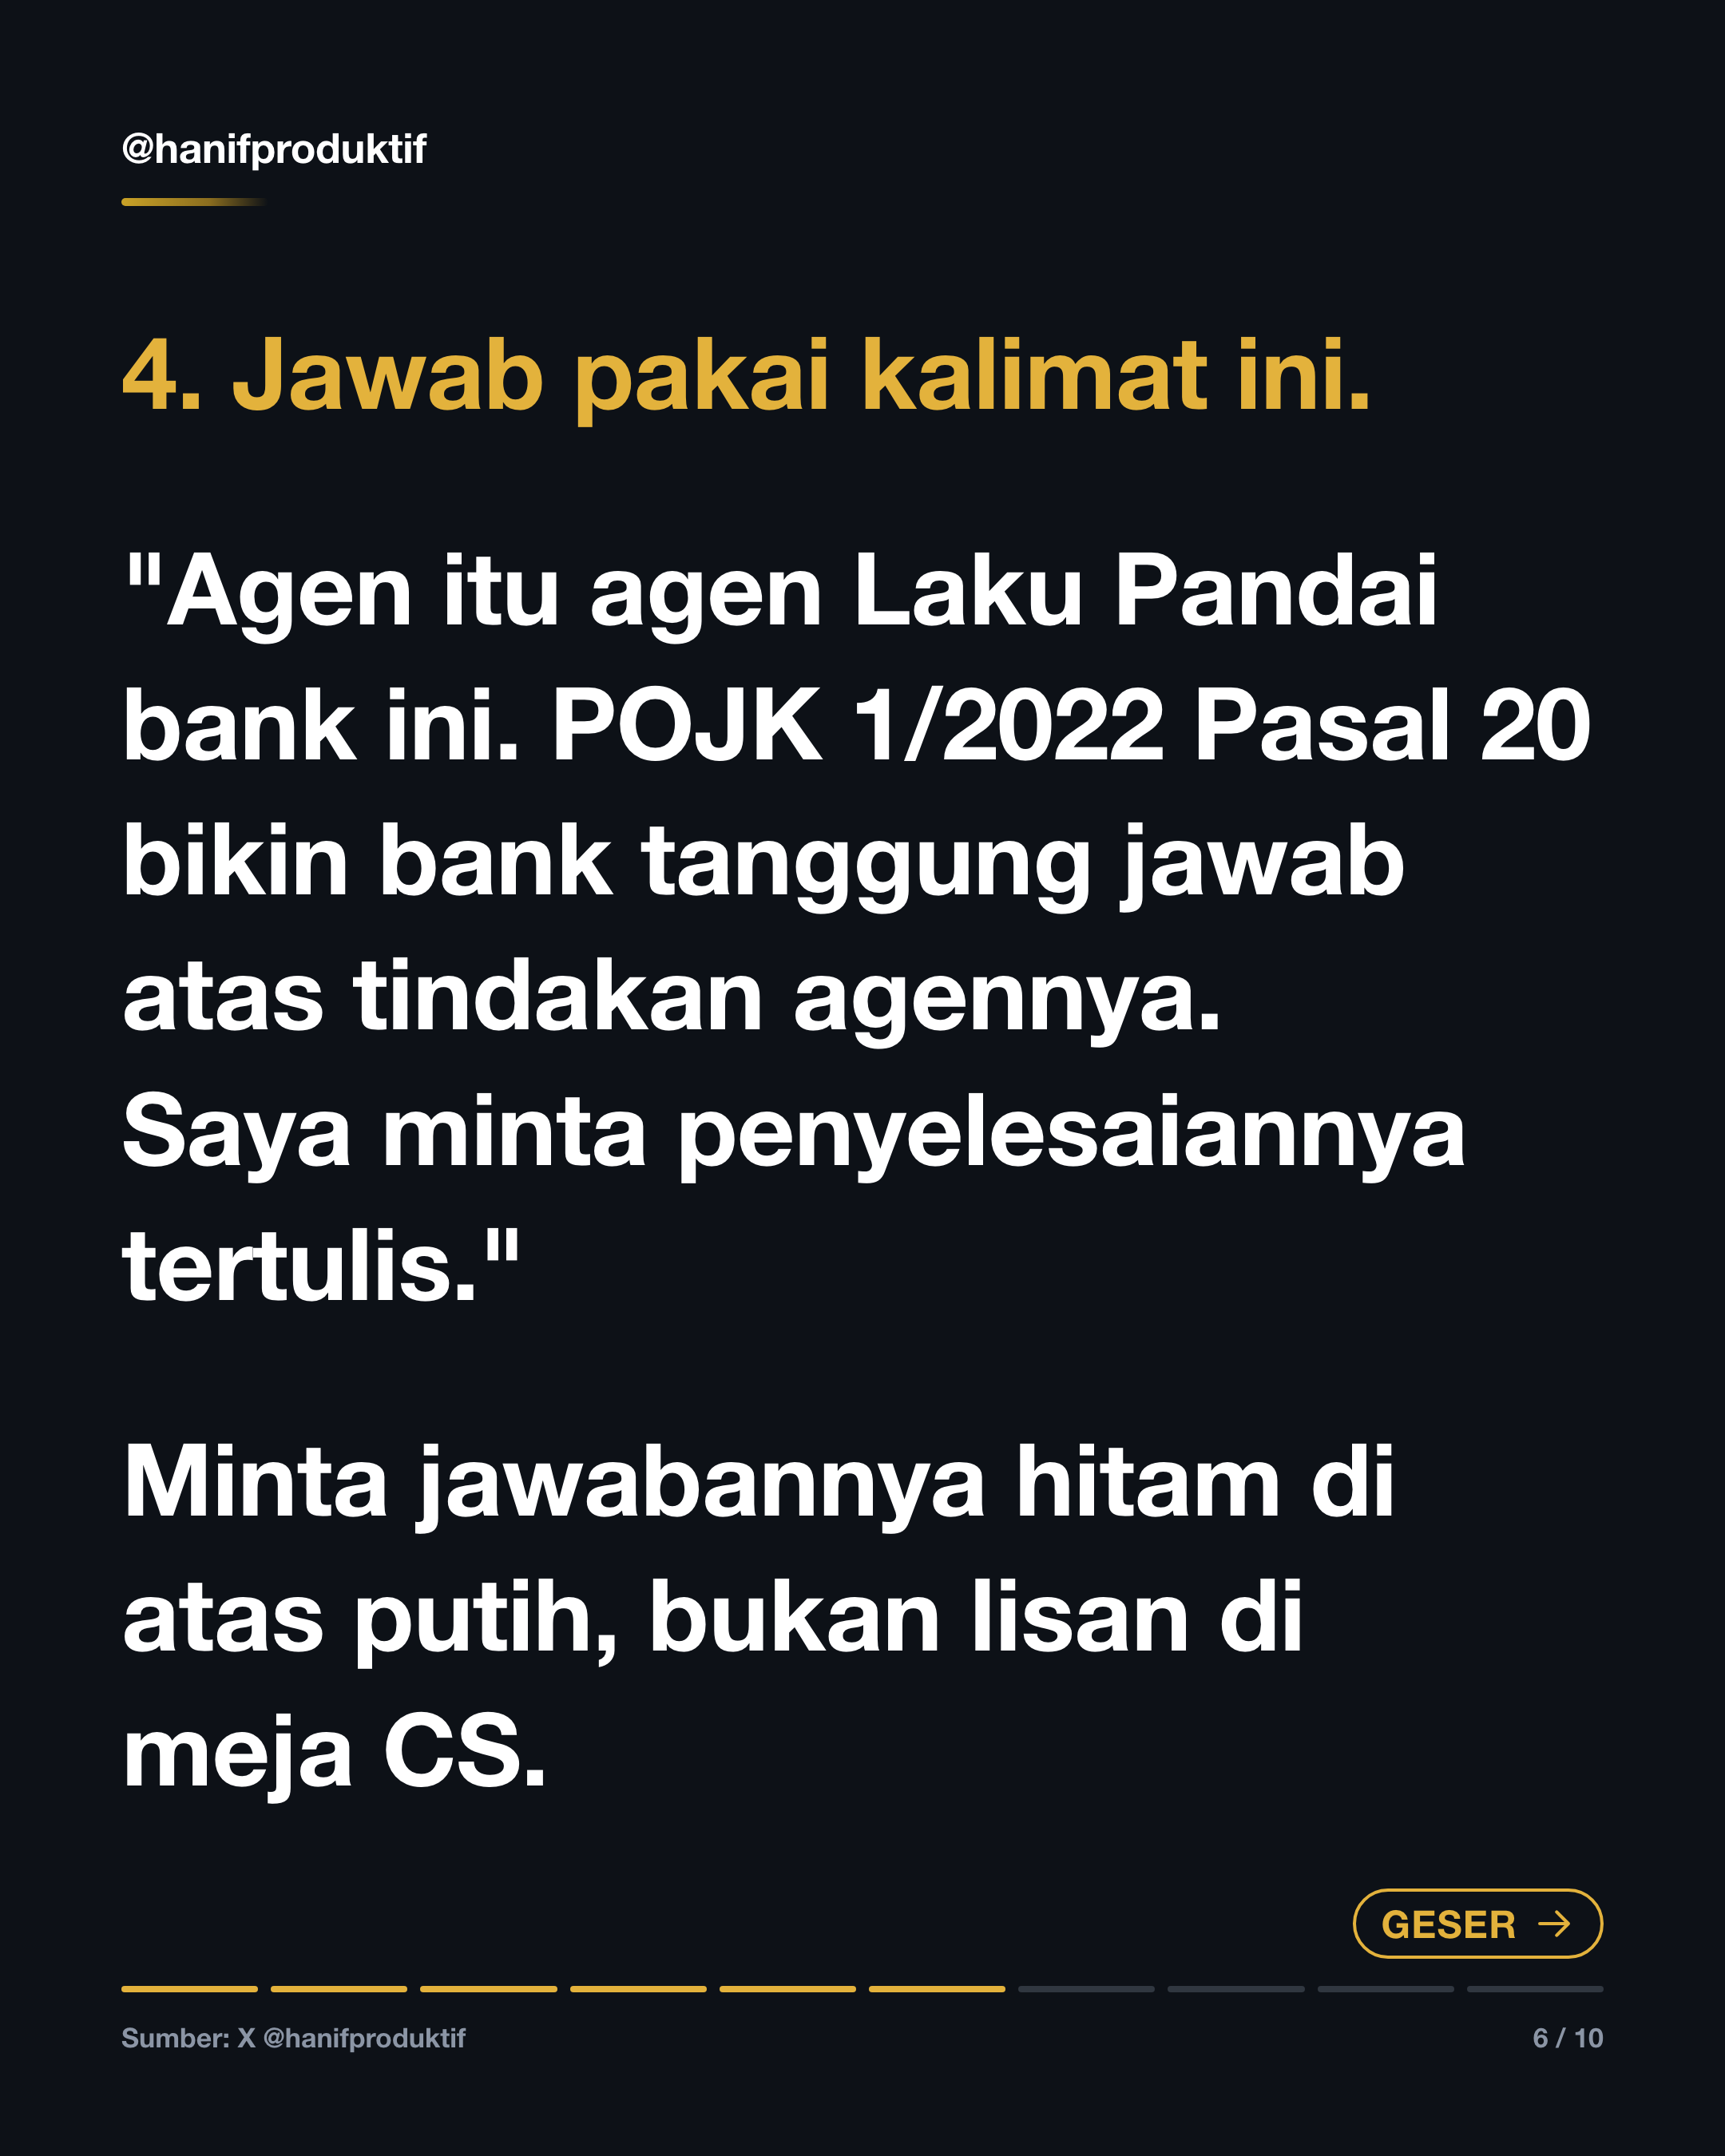 @hanifproduktif
4. Jawab pakai kalimat ini.
"Agen itu agen Laku Pandai
bank ini. POJK 1/2022 Pasal 20
bikin bank tanggung jawab
atas tindakan agennya.
Saya minta penyelesaiannya
tertulis."
Minta jawabannya hitam di
atas putih, bukan lisan di
meja CS.
GESER →
Sumber: X @hanifproduktif
6 / 10